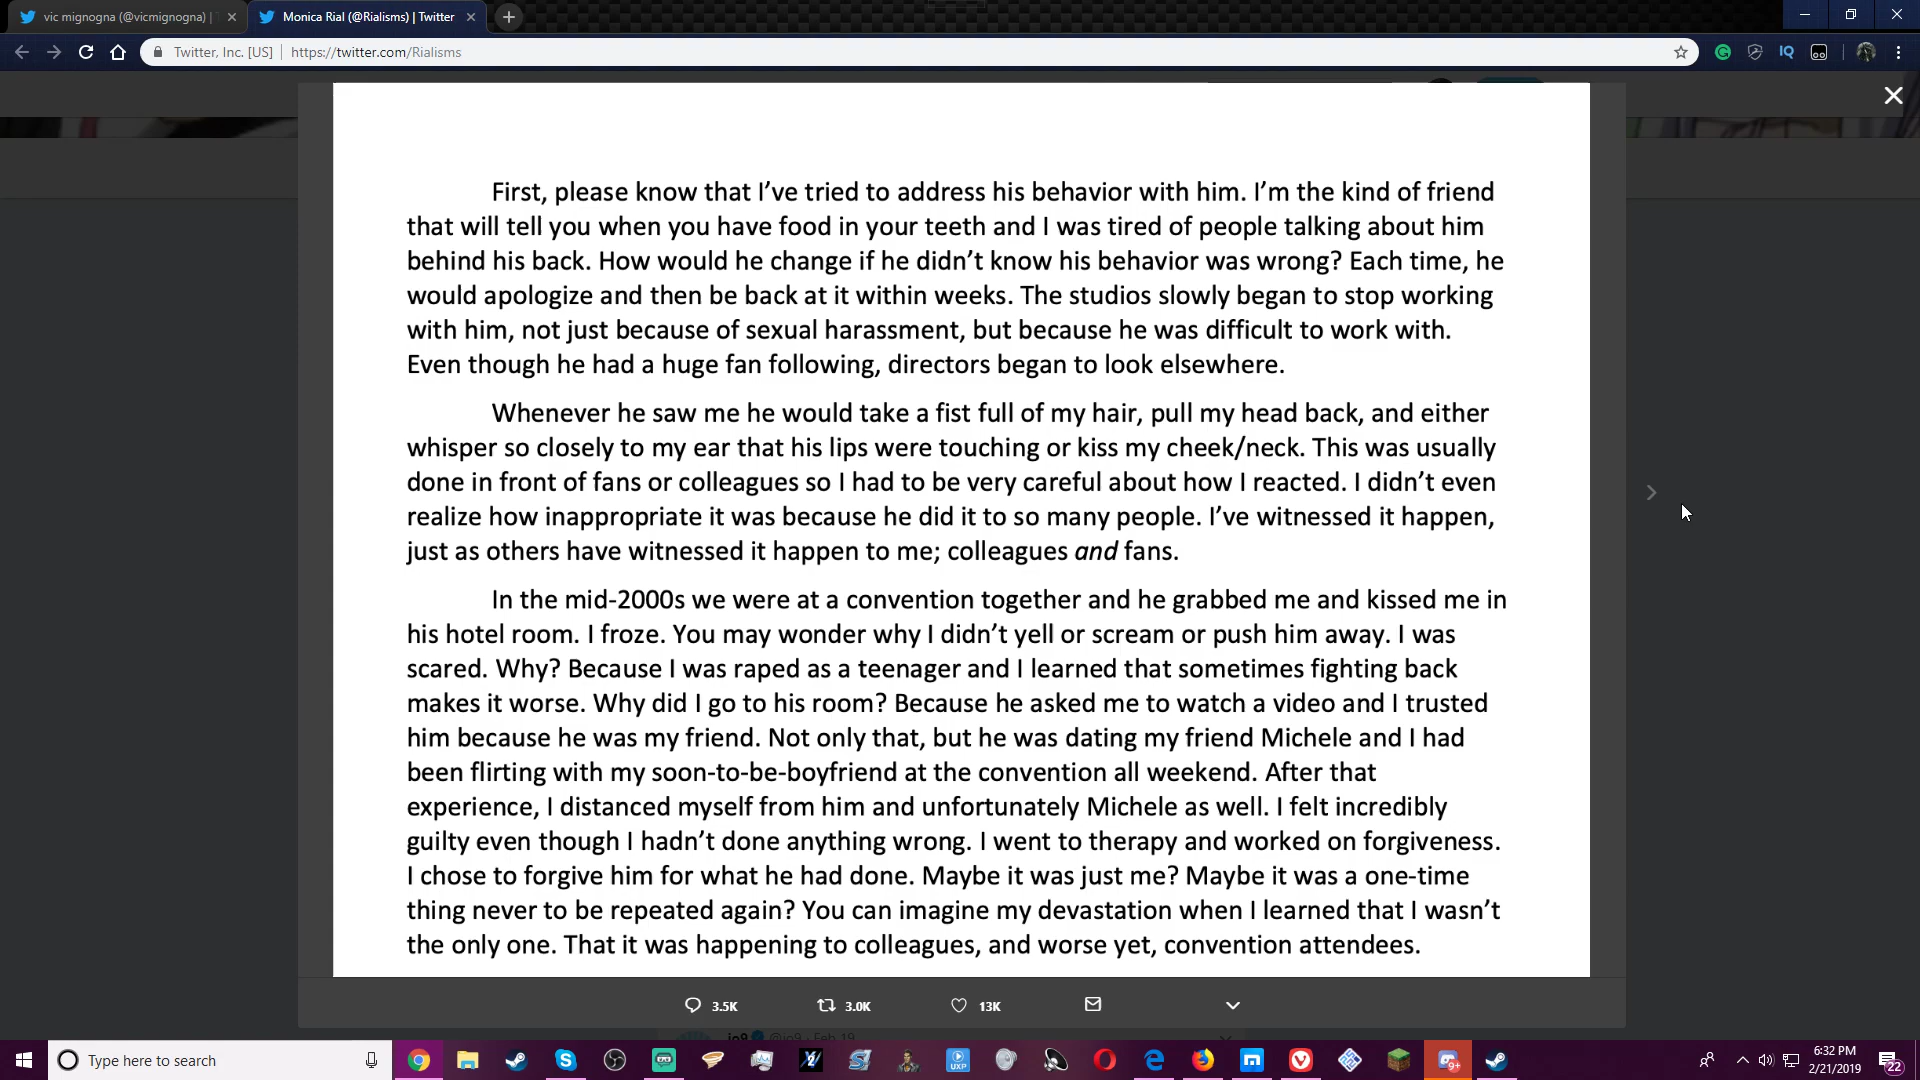 vic mignogna (@vicmignogna) | T
Monica Rial (@Rialisms) | Twitter
Twitter, Inc. [US] | https://twitter.com/Rialisms
IQ
First, please know that I’ve tried to address his behavior with him. I’m the kind of friend
that will tell you when you have food in your teeth and I was tired of people talking about him
behind his back. How would he change if he didn’t know his behavior was wrong? Each time, he
would apologize and then be back at it within weeks. The studios slowly began to stop working
with him, not just because of sexual harassment, but because he was difficult to work with.
Even though he had a huge fan following, directors began to look elsewhere.
Whenever he saw me he would take a fist full of my hair, pull my head back, and either
whisper so closely to my ear that his lips were touching or kiss my cheek/neck. This was usually
done in front of fans or colleagues so I had to be very careful about how I reacted. I didn’t even
realize how inappropriate it was because he did it to so many people. I’ve witnessed it happen,
just as others have witnessed it happen to me; colleagues and fans.
In the mid-2000s we were at a convention together and he grabbed me and kissed me in
his hotel room. I froze. You may wonder why I didn’t yell or scream or push him away. I was
scared. Why? Because I was raped as a teenager and I learned that sometimes fighting back
makes it worse. Why did I go to his room? Because he asked me to watch a video and I trusted
him because he was my friend. Not only that, but he was dating my friend Michele and I had
been flirting with my soon-to-be-boyfriend at the convention all weekend. After that
experience, I distanced myself from him and unfortunately Michele as well. I felt incredibly
guilty even though I hadn’t done anything wrong. I went to therapy and worked on forgiveness.
I chose to forgive him for what he had done. Maybe it was just me? Maybe it was a one-time
thing never to be repeated again? You can imagine my devastation when I learned that I wasn’t
the only one. That it was happening to colleagues, and worse yet, convention attendees.
3.5K 3.0K 13K
io9 @io9 · Feb 19
Type here to search
UXP
9+
6:32 PM
2/21/2019
22